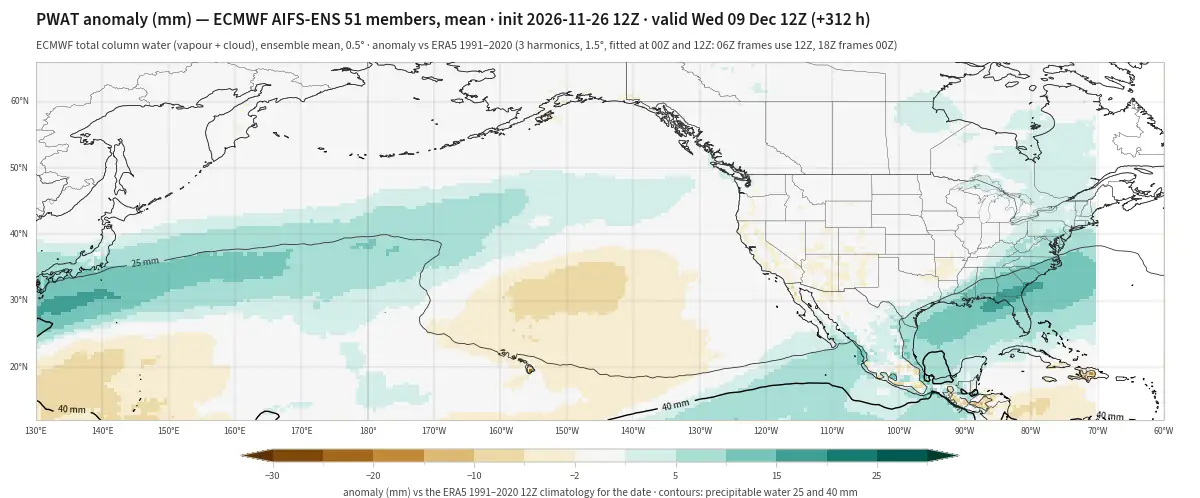 PWAT anomaly (mm) — ECMWF AIFS-ENS 51 members, mean · init 2026-11-26 12Z · valid Wed 09 Dec 12Z (+312 h)
ECMWF total column water (vapour + cloud), ensemble mean, 0.5° · anomaly vs ERA5 1991–2020 (3 harmonics, 1.5°, fitted at 00Z and 12Z: 06Z frames use 12Z, 18Z frames 00Z)
60°N
50°N
40°N
25 mm
30°N
20°N
40 mm
40 mm
40 mm
130°E 140°E 150°E 160°E 170°E 180° 170°W 160°W 150°W 140°W 130°W 120°W 110°W 100°W 90°W 80°W 70°W 60°W
−30 −20 −10 −2 5 15 25
anomaly (mm) vs the ERA5 1991–2020 12Z climatology for the date · contours: precipitable water 25 and 40 mm